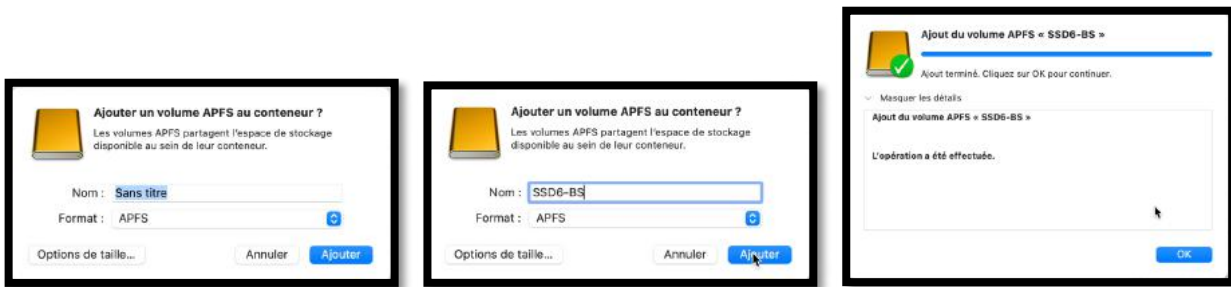 Ajouter un volume APFS au conteneur ?
Les volumes APFS partagent l'espace de stockage
disponible au sein de leur conteneur.
Nom : Sans titre
Format : APFS
Options de taille...
Annuler
Ajouter
Ajouter un volume APFS au conteneur ?
Les volumes APFS partagent l'espace de stockage
disponible au sein de leur conteneur.
Nom : SSD6-BS
Format : APFS
Options de taille...
Annuler
Ajouter
Ajout du volume APFS « SSD6-BS »
Ajout terminé. Cliquez sur OK pour continuer.
Masquer les détails
Ajout du volume APFS « SSD6-BS »
L'opération a été effectuée.
OK